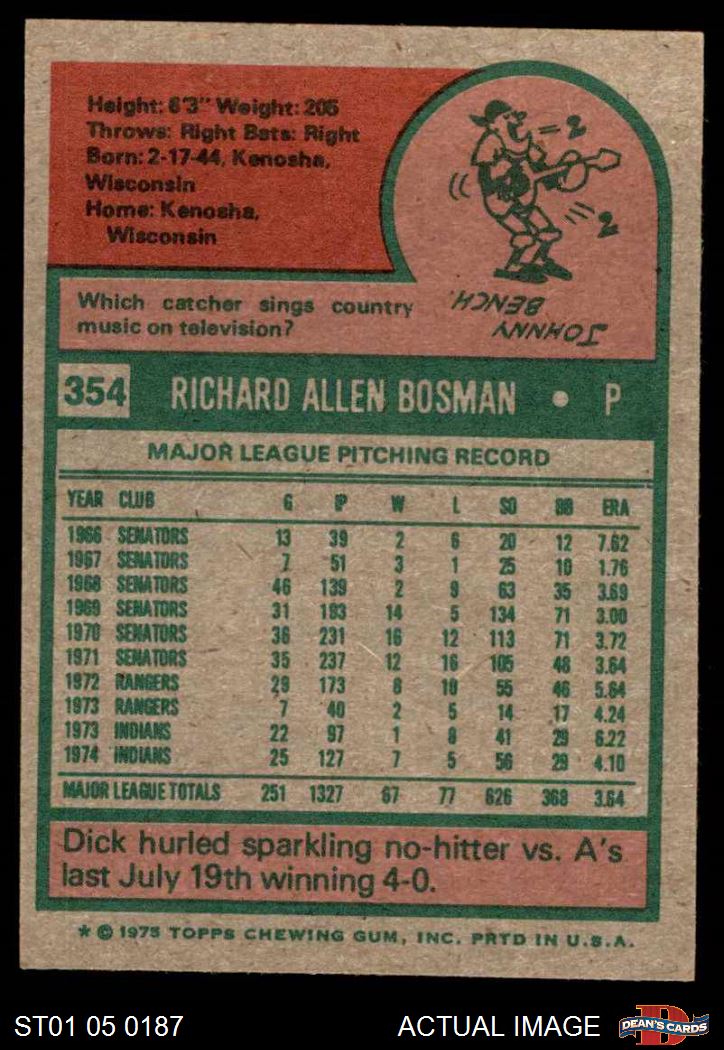 Height: 6'3" Weight: 205
Throws: Right Bats: Right
Born: 2-17-44, Kenosha,
Wisconsin
Home: Kenosha,
Wisconsin
= 2
= 2
Which catcher sings country
music on television?
JOHNNY
BENCH.
354 RICHARD ALLEN BOSMAN • P
MAJOR LEAGUE PITCHING RECORD
YEAR CLUB G IP W L SO BB ERA
1966 SENATORS 13 39 2 6 20 12 7.62
1967 SENATORS 7 51 3 1 25 10 1.76
1968 SENATORS 46 139 2 9 63 35 3.69
1969 SENATORS 31 193 14 5 134 71 3.00
1970 SENATORS 36 231 16 12 113 71 3.72
1971 SENATORS 35 237 12 16 105 48 3.64
1972 RANGERS 29 173 8 10 55 46 5.64
1973 RANGERS 7 40 2 5 14 17 4.24
1973 INDIANS 22 97 1 8 41 29 6.22
1974 INDIANS 25 127 7 5 56 29 4.10
MAJOR LEAGUE TOTALS 251 1327 67 77 626 368 3.64
Dick hurled sparkling no-hitter vs. A's
last July 19th winning 4-0.
* © 1975 TOPPS CHEWING GUM, INC. PRTD IN U.S.A.
ST01 05 0187 ACTUAL IMAGE D DEAN'S CARDS